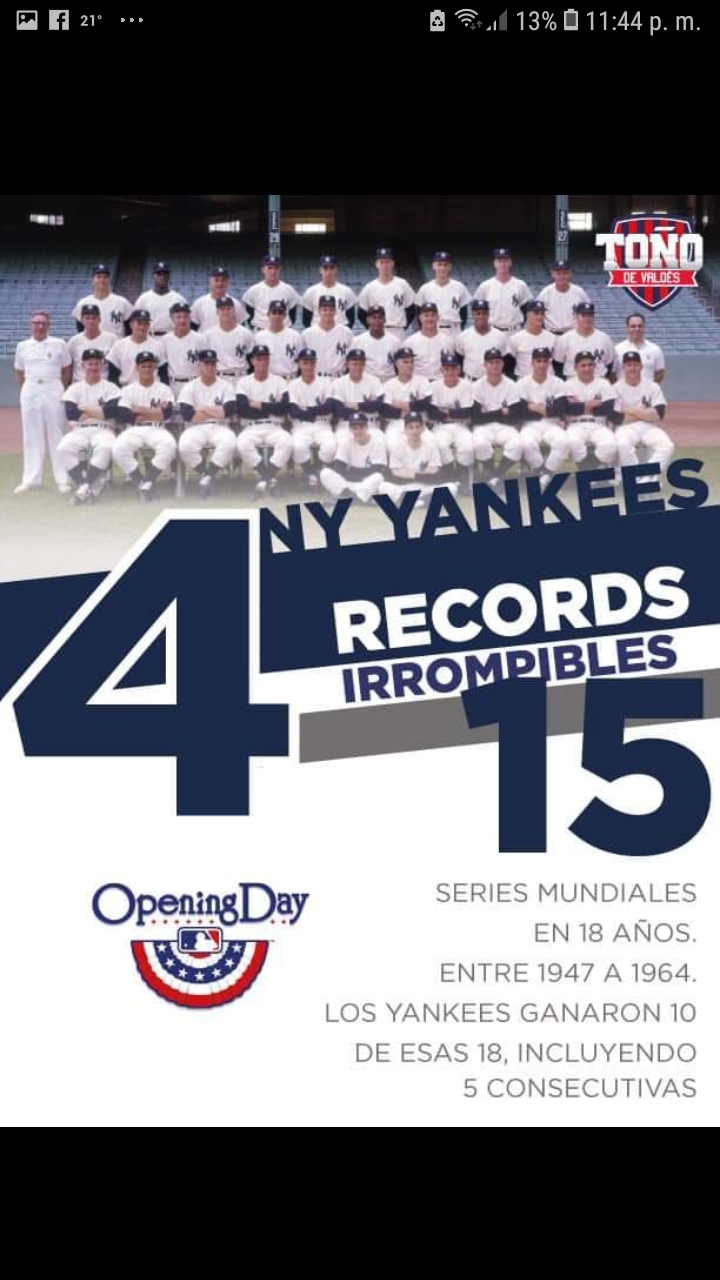 21° ... 13% 11:44 p. m.
TOÑO
DE VALDÉS
NY YANKEES
4 RECORDS
IRROMPIBLES
15
OpeningDay
SERIES MUNDIALES
EN 18 AÑOS.
ENTRE 1947 A 1964.
LOS YANKEES GANARON 10
DE ESAS 18, INCLUYENDO
5 CONSECUTIVAS